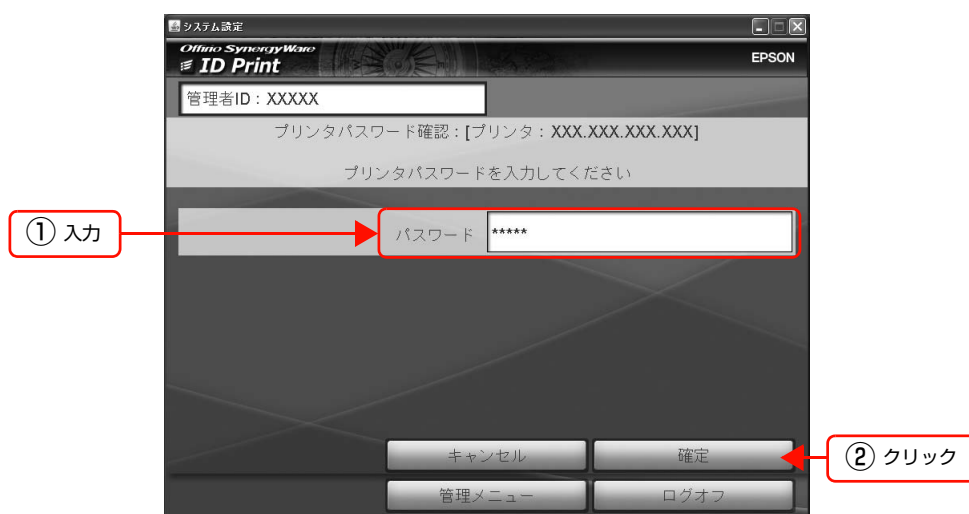 システム設定
Offirio SynergyWare
ID Print
EPSON
管理者ID：XXXXX
プリンタパスワード確認：[プリンタ：XXX.XXX.XXX.XXX]
プリンタパスワードを入力してください
① 入力
パスワード *****
キャンセル 確定
② クリック
管理メニュー ログオフ